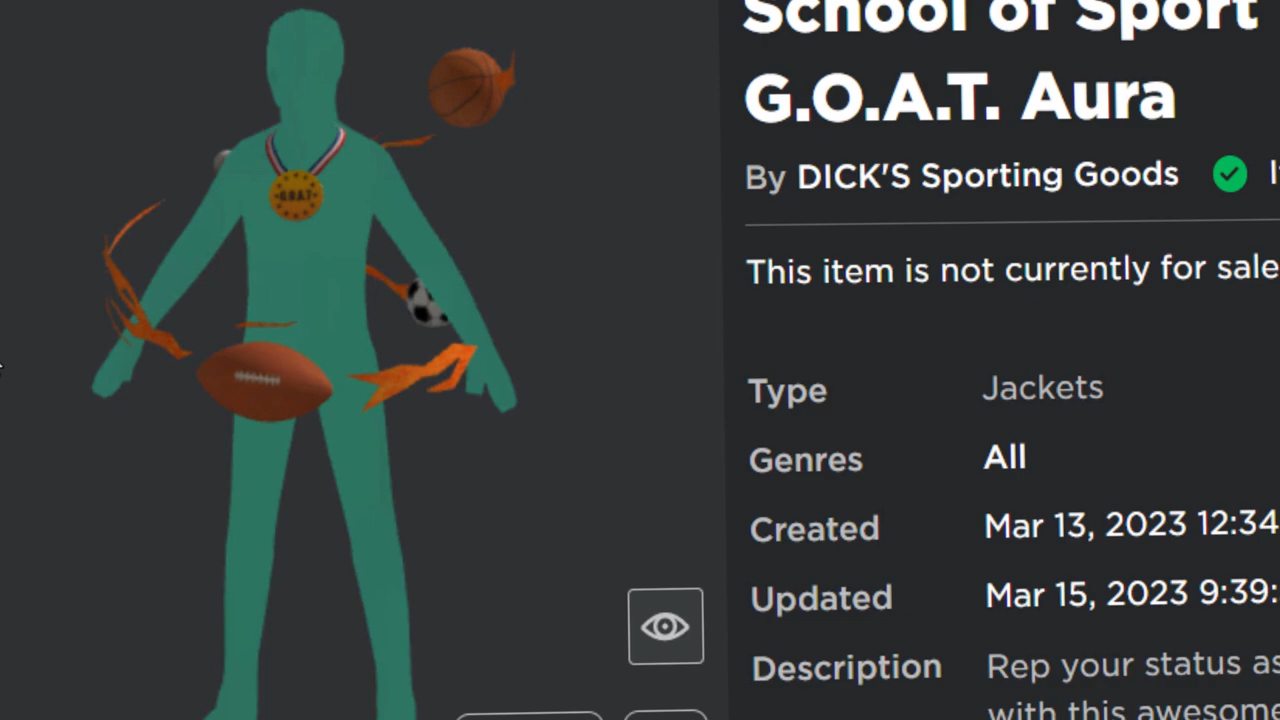 School of Sport
G.O.A.T. Aura
By DICK'S Sporting Goods
This item is not currently for sale
Type Jackets
Genres All
Created Mar 13, 2023 12:34
Updated Mar 15, 2023 9:39:
Description Rep your status as
with this awesome
G.O.A.T